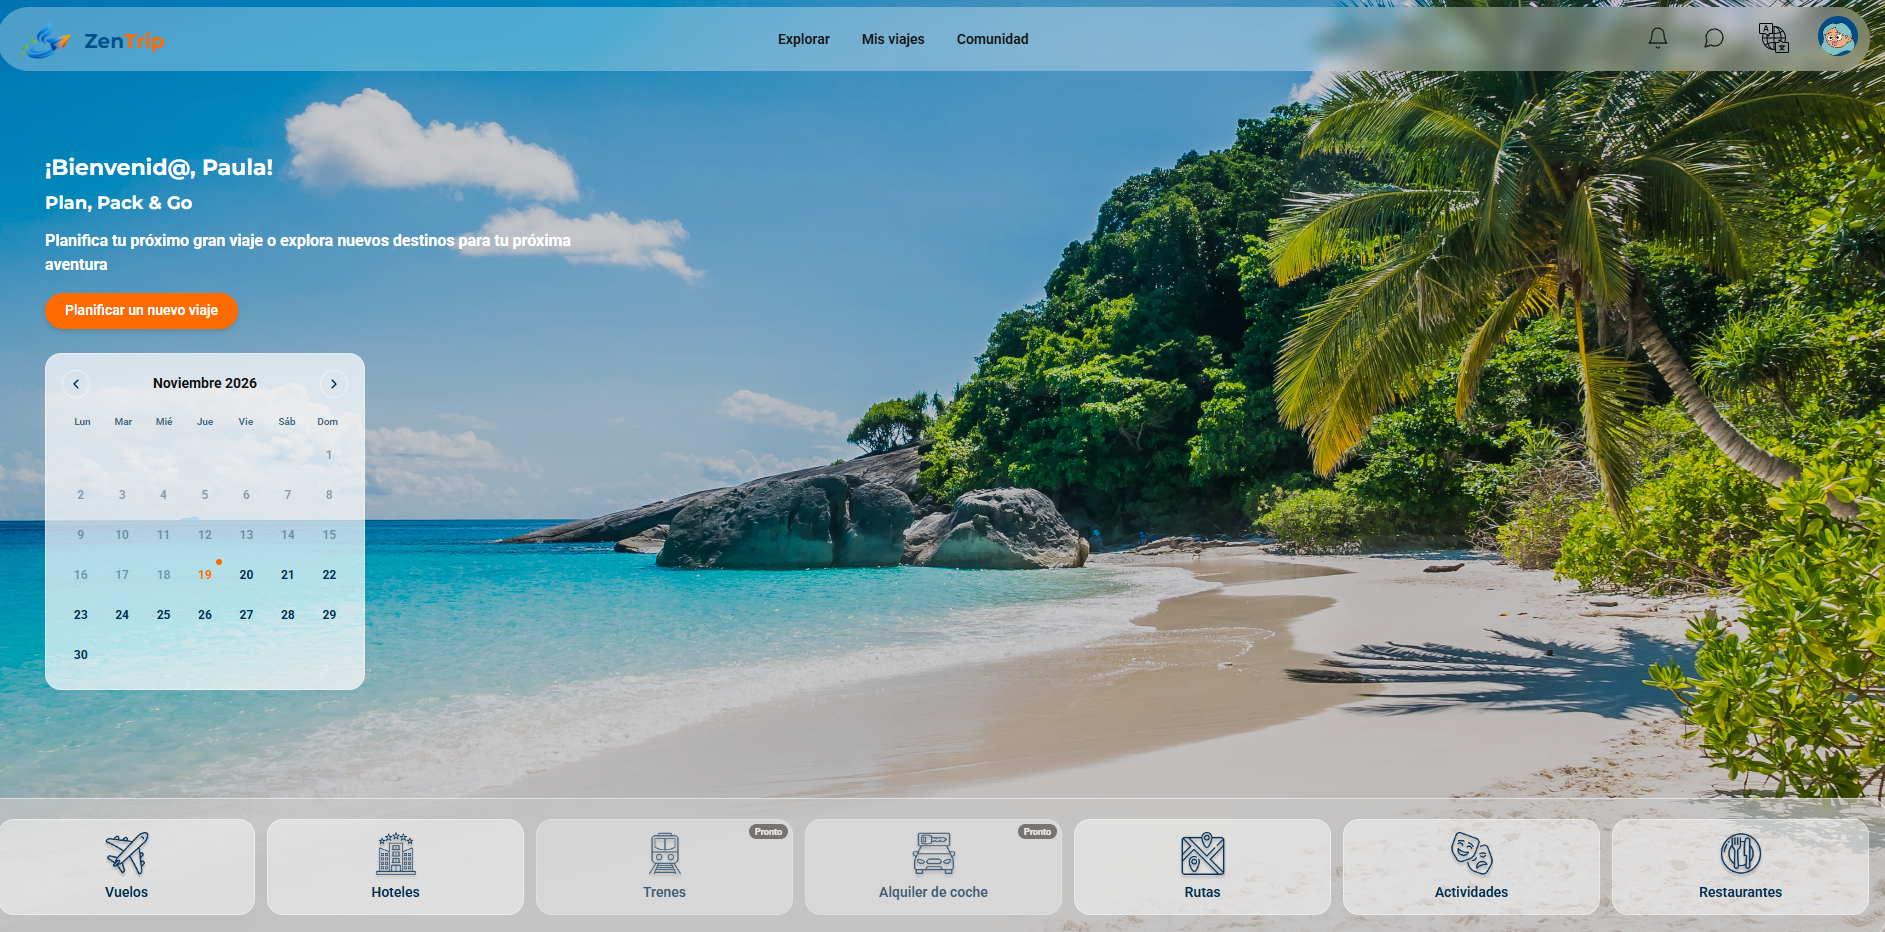 ZenTrip
Explorar
Mis viajes
Comunidad
A
¡Bienvenid@, Paula!
Plan, Pack & Go
Planifica tu próximo gran viaje o explora nuevos destinos para tu próxima
aventura
Planificar un nuevo viaje
Noviembre 2026
Lun Mar Mié Jue Vie Sáb Dom
1
2 3 4 5 6 7 8
9 10 11 12 13 14 15
16 17 18 19 20 21 22
23 24 25 26 27 28 29
30
Vuelos
Hoteles
Pronto
Trenes
Pronto
Alquiler de coche
Rutas
Actividades
Restaurantes